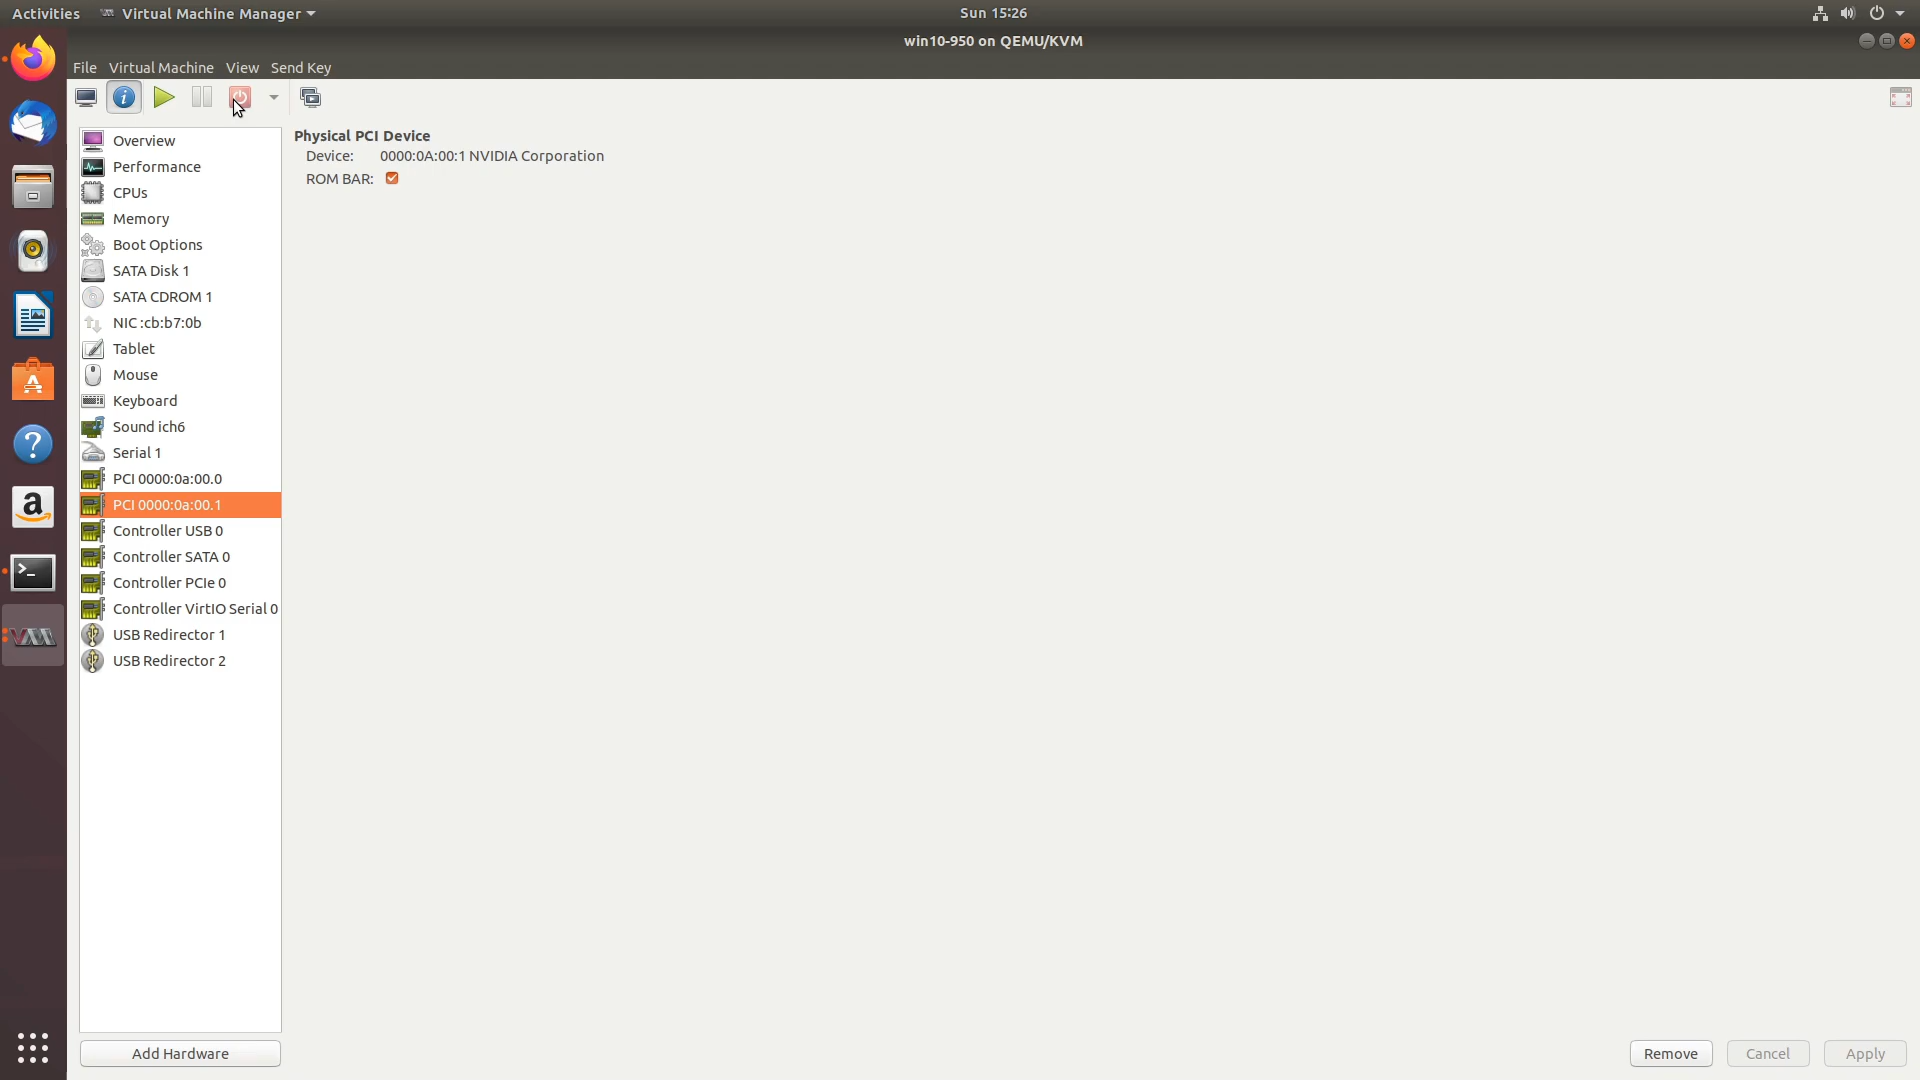 Activities Virtual Machine Manager Sun 15:26
win10-950 on QEMU/KVM
File Virtual Machine View Send Key
Overview
Performance
CPUs
Memory
Boot Options
SATA Disk 1
SATA CDROM 1
NIC :cb:b7:0b
Tablet
Mouse
Keyboard
Sound ich6
Serial 1
PCI 0000:0a:00.0
PCI 0000:0a:00.1
Controller USB 0
Controller SATA 0
Controller PCIe 0
Controller VirtIO Serial 0
USB Redirector 1
USB Redirector 2
Add Hardware
Physical PCI Device
Device: 0000:0A:00:1 NVIDIA Corporation
ROM BAR:
Remove Cancel Apply